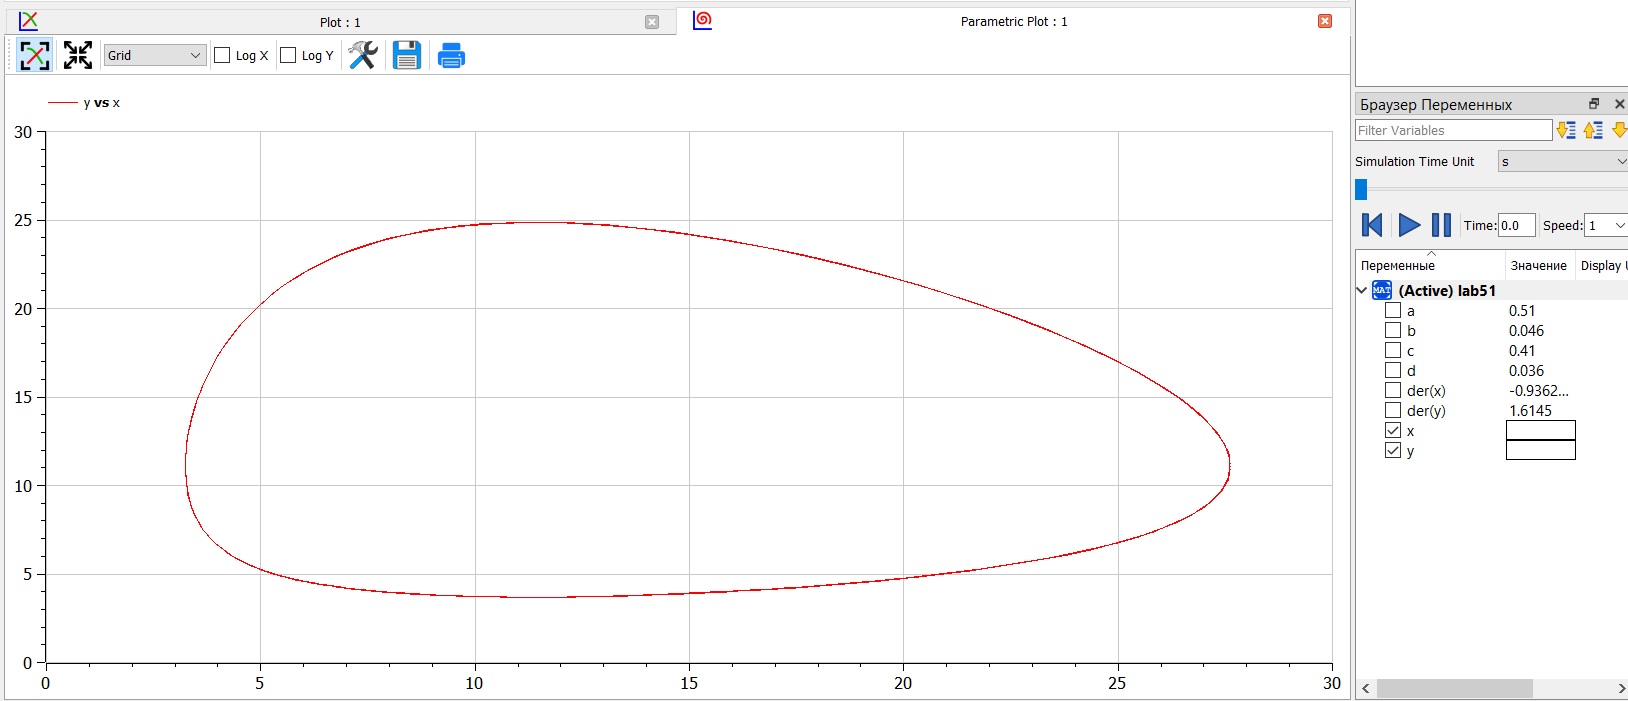 Plot : 1
Parametric Plot : 1
Grid
Log X
Log Y
y vs x
30
25
20
15
10
5
0
0 5 10 15 20 25 30
Браузер Переменных
Filter Variables
Simulation Time Unit s
Time: 0.0 Speed: 1
Переменные Значение Display
MAT (Active) lab51
a 0.51
b 0.046
c 0.41
d 0.036
der(x) -0.9362...
der(y) 1.6145
x
y